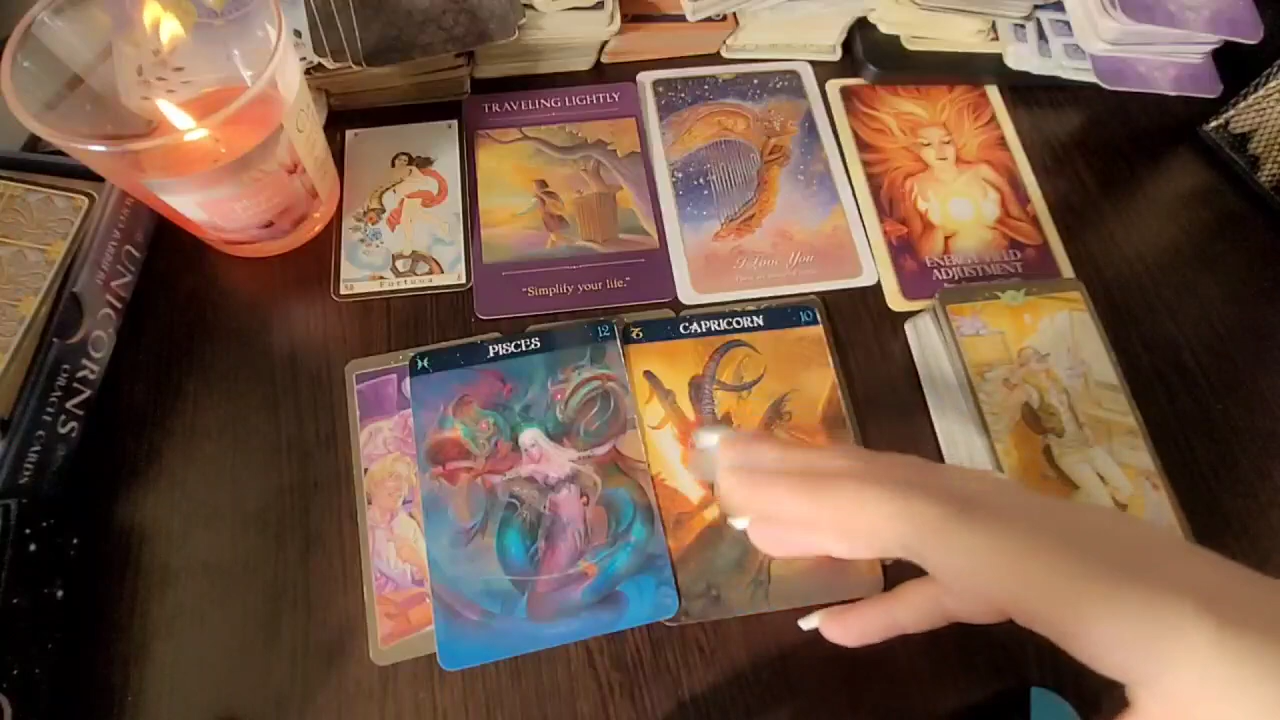 TRAVELING LIGHTLY
"Simplify your life."
I Love You
ENERGY FIELD
ADJUSTMENT
Fortuna
PISCES
12
CAPRICORN
10
UNICORNS
ORACLE CARDS